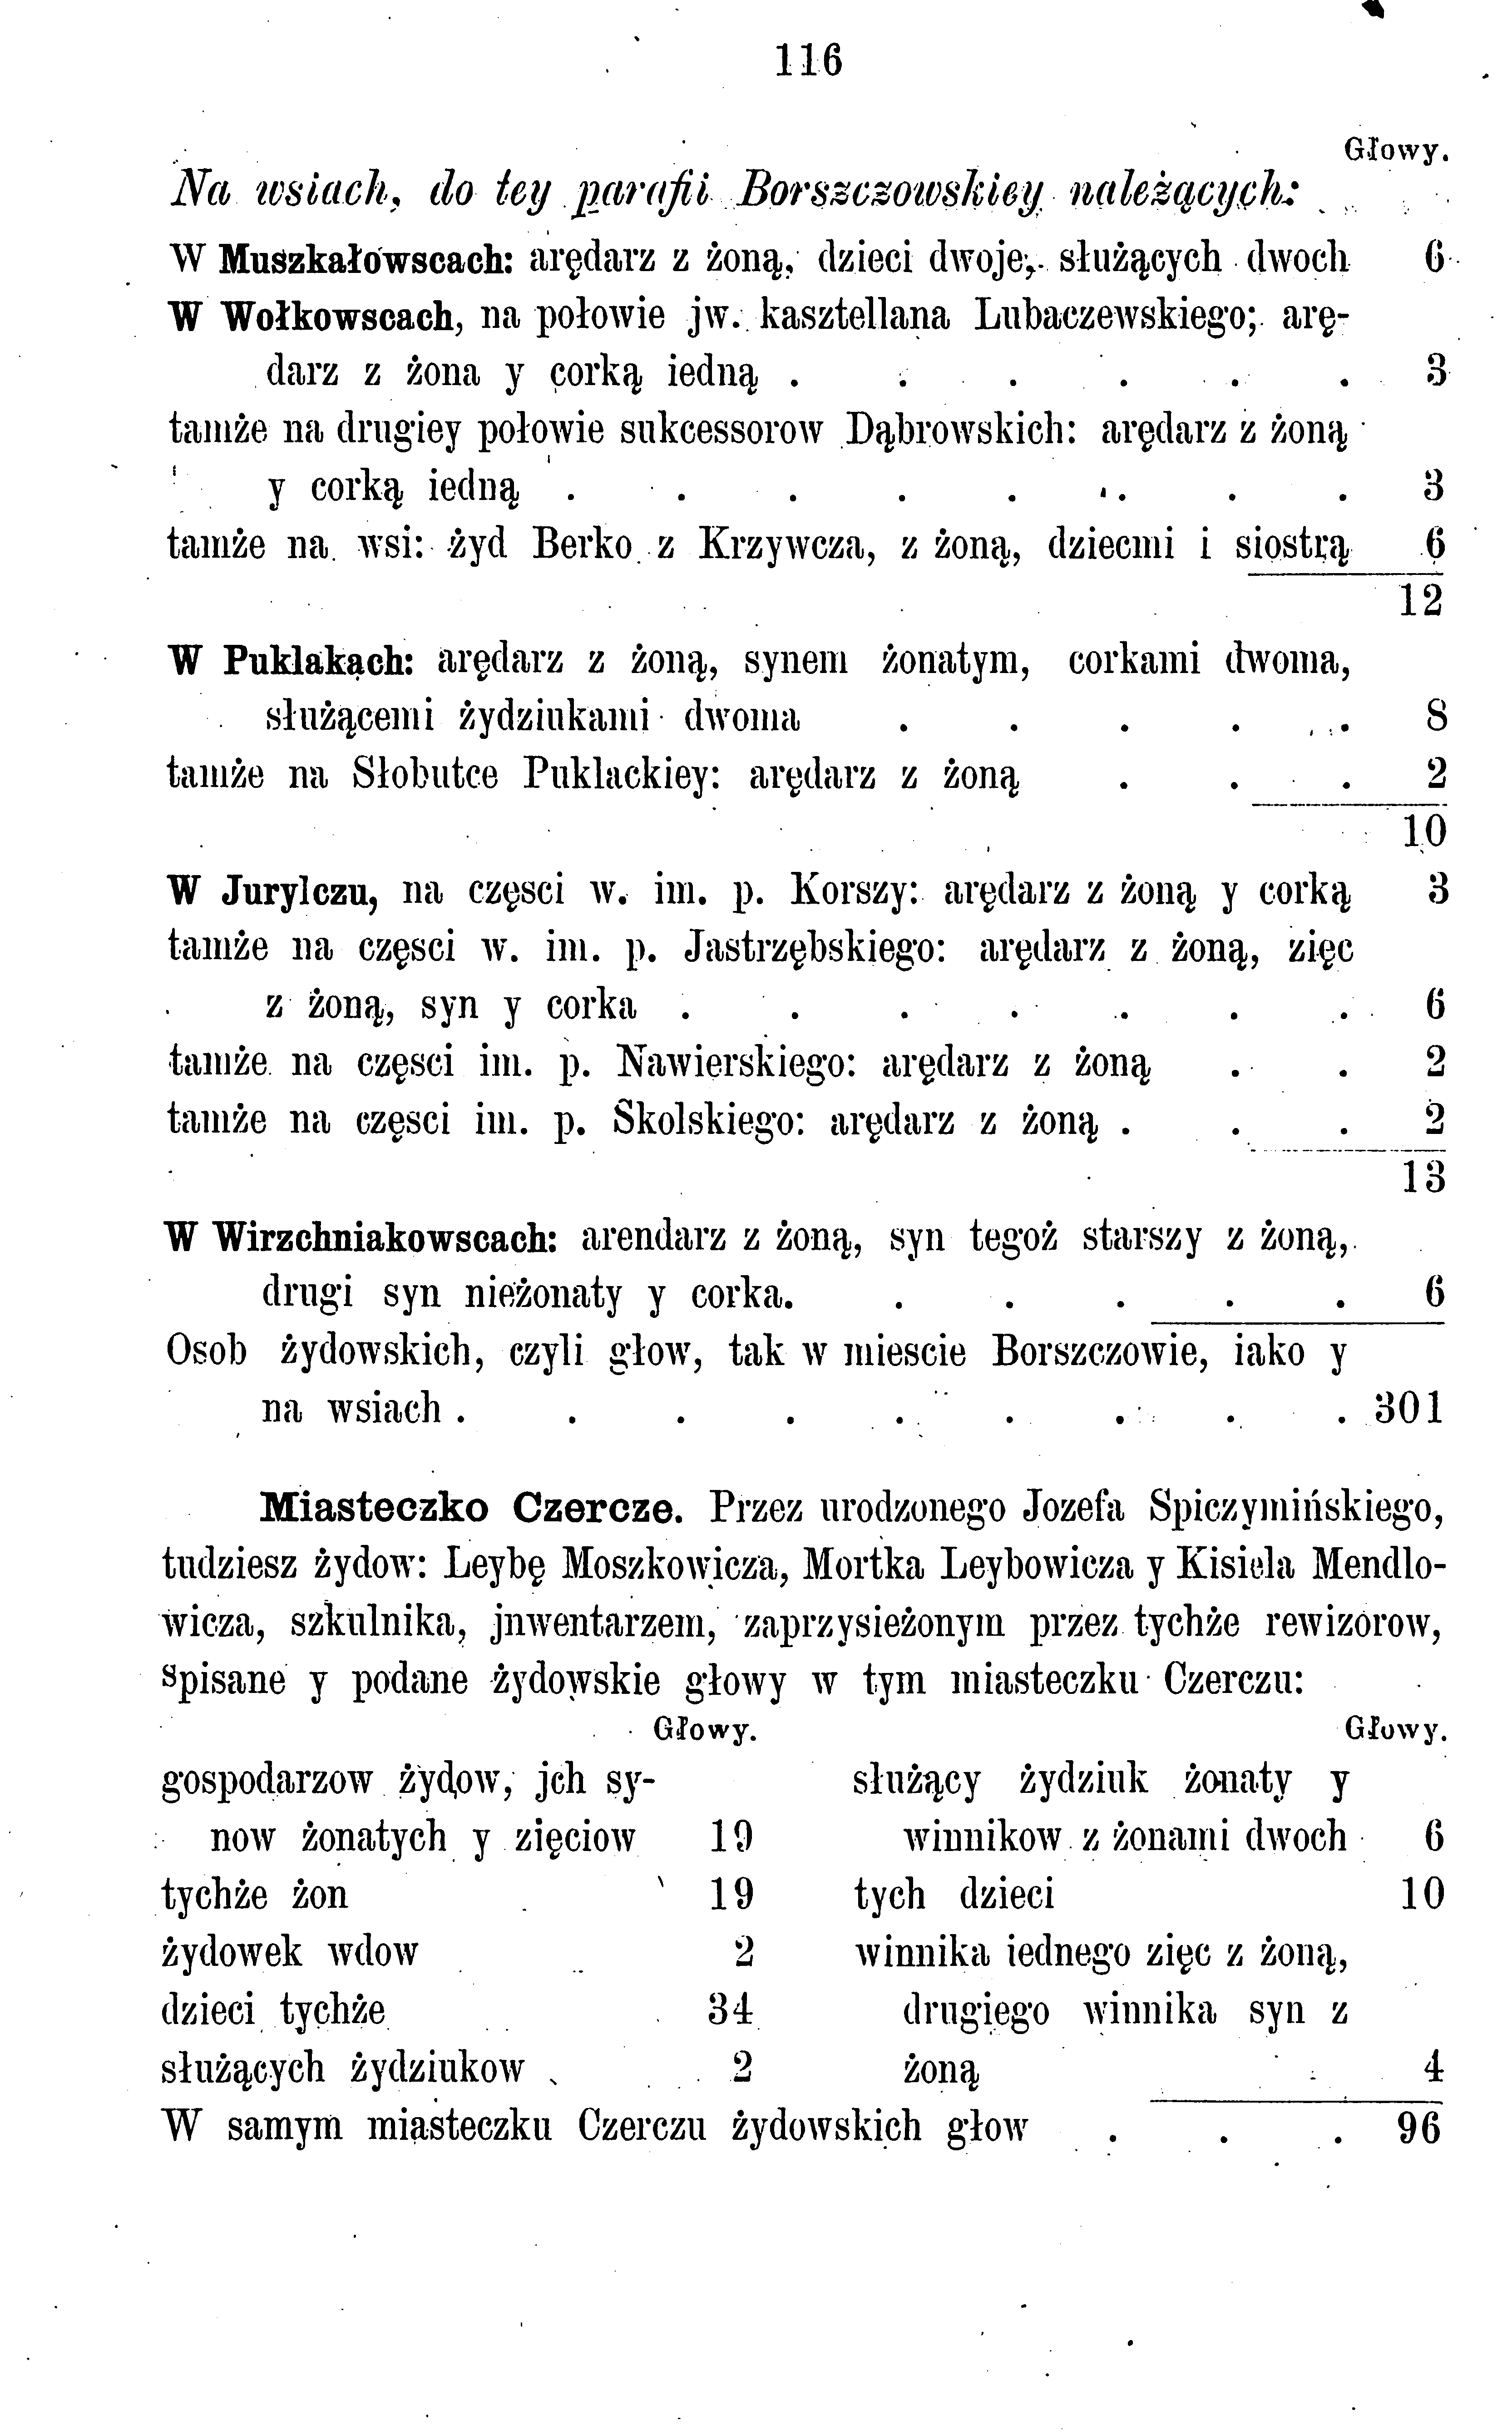 116
Głowy.
Na wsiach, do tey parafii Borszczowskiey należących:
W Muszkałowscach: arędarz z żoną, dzieci dwoje, służących dwoch 6
W Wołkowscach, na połowie jw. kasztellana Lubaczewskiego; arę-
darz z żona y corką iedną . . . . . . 3
tamże na drugiey połowie sukcessorow Dąbrowskich: arędarz z żoną
y corką iedną . . . . . . . . 3
tamże na wsi: żyd Berko z Krzywcza, z żoną, dziecmi i siostrą 6
12
W Puklakach: arędarz z żoną, synem żonatym, corkami dwoma,
służącemi żydziukami dwoma . . . . . 8
tamże na Słobutce Puklackiey: arędarz z żoną . . . 2
10
W Jurylczu, na częsci w. im. p. Korszy: arędarz z żoną y corką 3
tamże na częsci w. im. p. Jastrzębskiego: arędarz z żoną, zięc
z żoną, syn y corka . . . . . . . 6
tamże na częsci im. p. Nawierskiego: arędarz z żoną . . 2
tamże na częsci im. p. Skolskiego: arędarz z żoną . . . 2
13
W Wirzchniakowscach: arendarz z żoną, syn tegoż starszy z żoną,
drugi syn nieżonaty y corka. . . . . . 6
Osob żydowskich, czyli głow, tak w miescie Borszczowie, iako y
na wsiach . . . . . . . . . 301
Miasteczko Czercze. Przez urodzonego Jozefa Spiczymińskiego,
tudziesz żydow: Leybę Moszkowicza, Mortka Leybowicza y Kisiela Mendlo-
wicza, szkulnika, jnwentarzem, zaprzysieżonym przez tychże rewizorow,
spisane y podane żydowskie głowy w tym miasteczku Czerczu:
Głowy.
gospodarzow żydow, jch sy-
now żonatych y zięciow 19
tychże żon 19
żydowek wdow 2
dzieci tychże 34
służących żydziukow 2
Głowy.
służący żydziuk żonaty y
winnikow z żonami dwoch 6
tych dzieci 10
winnika iednego zięc z żoną,
drugiego winnika syn z
żoną 4
W samym miasteczku Czerczu żydowskich głow . . . 96